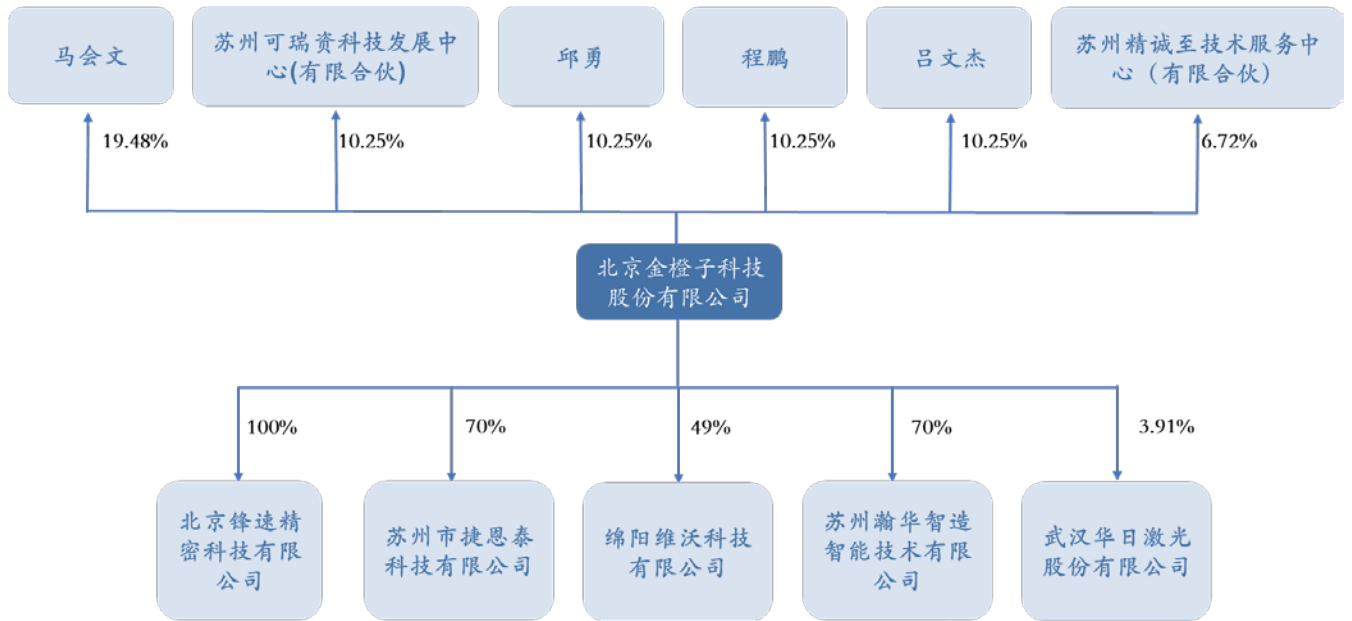 马会文
苏州可瑞资科技发展中
心(有限合伙)
邱勇
程鹏
吕文杰
苏州精诚至技术服务中
心（有限合伙）
19.48%
10.25%
10.25%
10.25%
10.25%
6.72%
北京金橙子科技
股份有限公司
100%
70%
49%
70%
3.91%
北京锋速精
密科技有限
公司
苏州市捷恩泰
科技有限公司
绵阳维沃科技
有限公司
苏州瀚华智造
智能技术有限
公司
武汉华日激光
股份有限公司